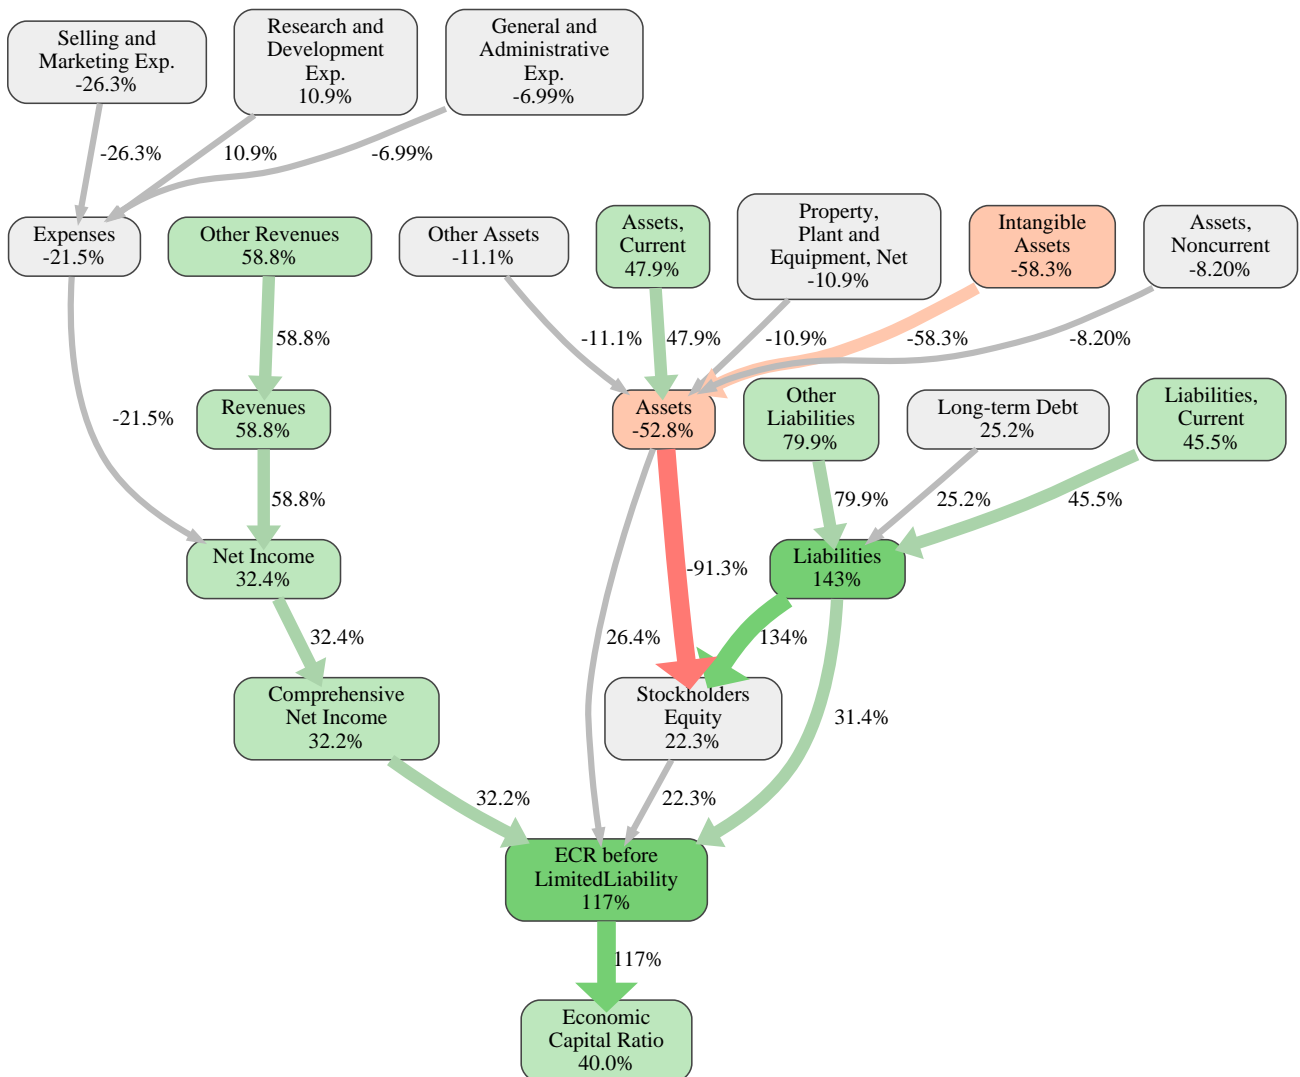 Selling and
Marketing Exp.
-26.3%
Research and
Development
Exp.
10.9%
General and
Administrative
Exp.
-6.99%
-26.3%
10.9%
-6.99%
Expenses
-21.5%
Other Revenues
58.8%
Other Assets
-11.1%
Assets,
Current
47.9%
Property,
Plant and
Equipment, Net
-10.9%
Intangible
Assets
-58.3%
Assets,
Noncurrent
-8.20%
58.8%
-11.1%
47.9%
-10.9%
-58.3%
-8.20%
-21.5%
Revenues
58.8%
Assets
-52.8%
Other
Liabilities
79.9%
Long-term Debt
25.2%
Liabilities,
Current
45.5%
58.8%
79.9%
25.2%
45.5%
Net Income
32.4%
-91.3%
Liabilities
143%
32.4%
26.4%
134%
Comprehensive
Net Income
32.2%
Stockholders
Equity
22.3%
31.4%
32.2%
22.3%
ECR before
LimitedLiability
117%
117%
Economic
Capital Ratio
40.0%